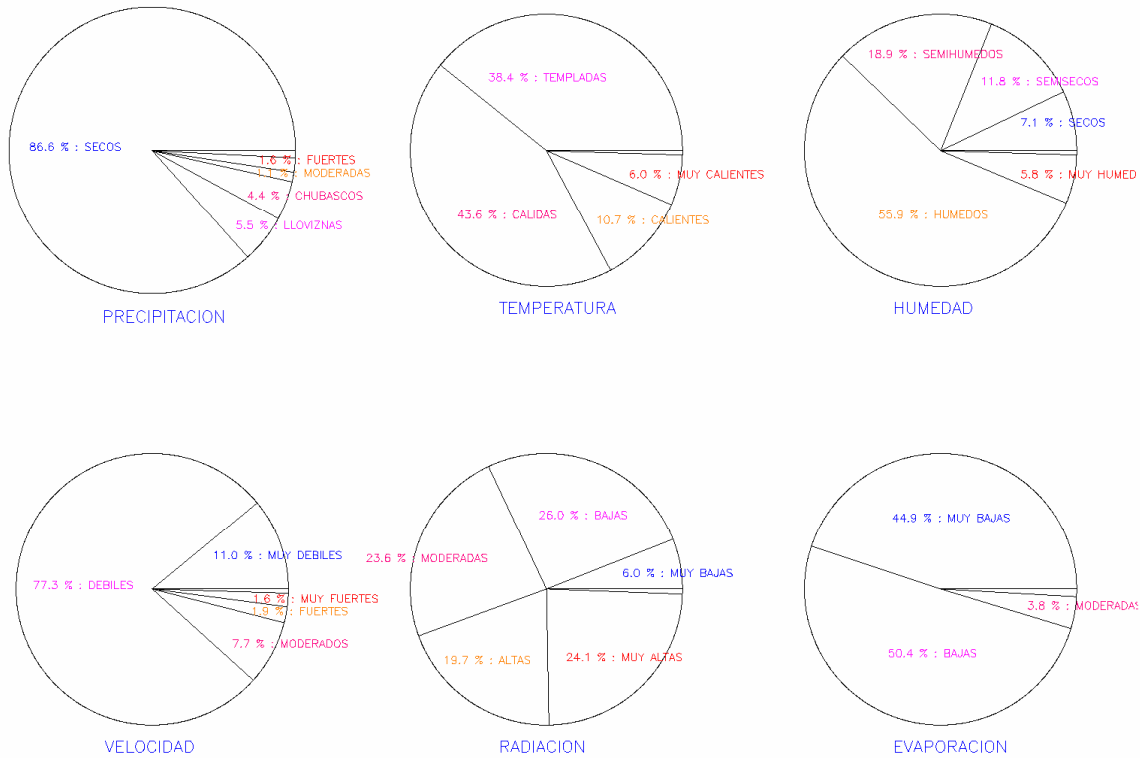 86.6 % : SECOS
1.6 % : FUERTES
1.1 % : MODERADAS
4.4 % : CHUBASCOS
5.5 % : LLOVIZNAS
PRECIPITACION
38.4 % : TEMPLADAS
6.0 % : MUY CALIENTES
43.6 % : CALIDAS
10.7 % : CALIENTES
TEMPERATURA
18.9 % : SEMIHUMEDOS
11.8 % : SEMISECOS
7.1 % : SECOS
5.8 % : MUY HUMED
55.9 % : HUMEDOS
HUMEDAD
11.0 % : MUY DEBILES
77.3 % : DEBILES
1.6 % : MUY FUERTES
1.9 % : FUERTES
7.7 % : MODERADOS
VELOCIDAD
26.0 % : BAJAS
23.6 % : MODERADAS
6.0 % : MUY BAJAS
19.7 % : ALTAS
24.1 % : MUY ALTAS
RADIACION
44.9 % : MUY BAJAS
3.8 % : MODERADAS
50.4 % : BAJAS
EVAPORACION